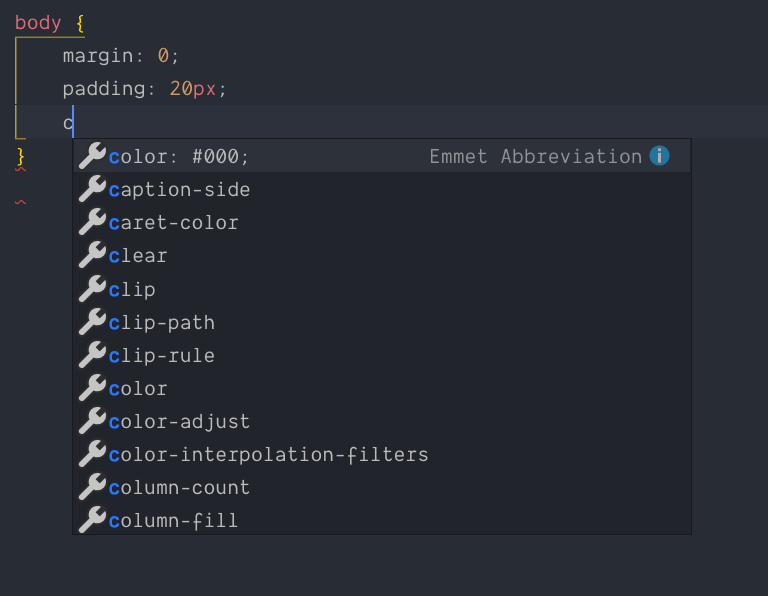 body {
margin: 0;
padding: 20px;
c
}
color: #000; Emmet Abbreviation
caption-side
caret-color
clear
clip
clip-path
clip-rule
color
color-adjust
color-interpolation-filters
column-count
column-fill